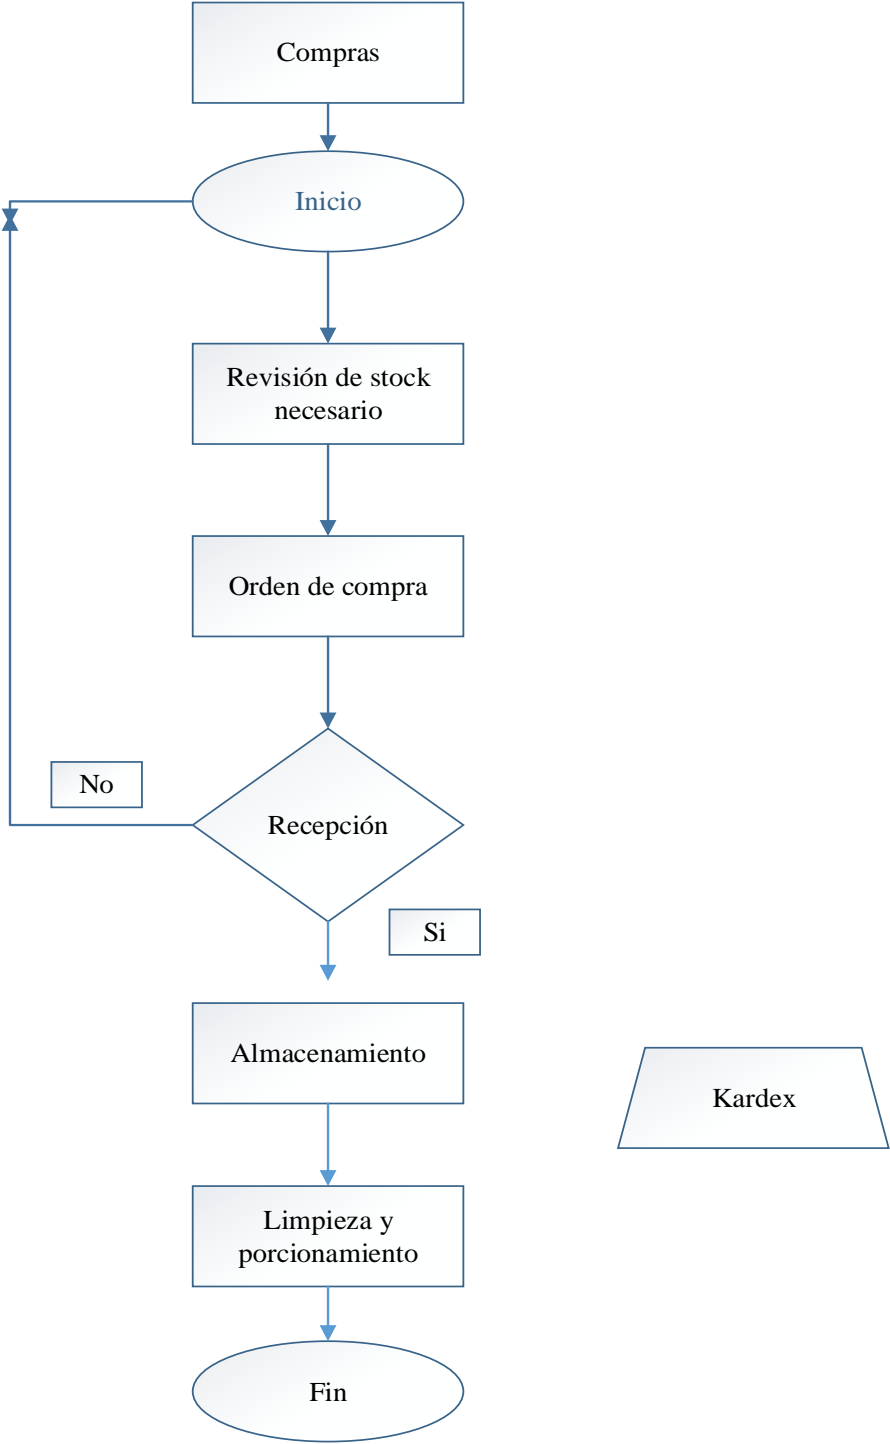 Compras
Inicio
Revisión de stock
necesario
Orden de compra
No
Recepción
Si
Almacenamiento
Kardex
Limpieza y
porcionamiento
Fin